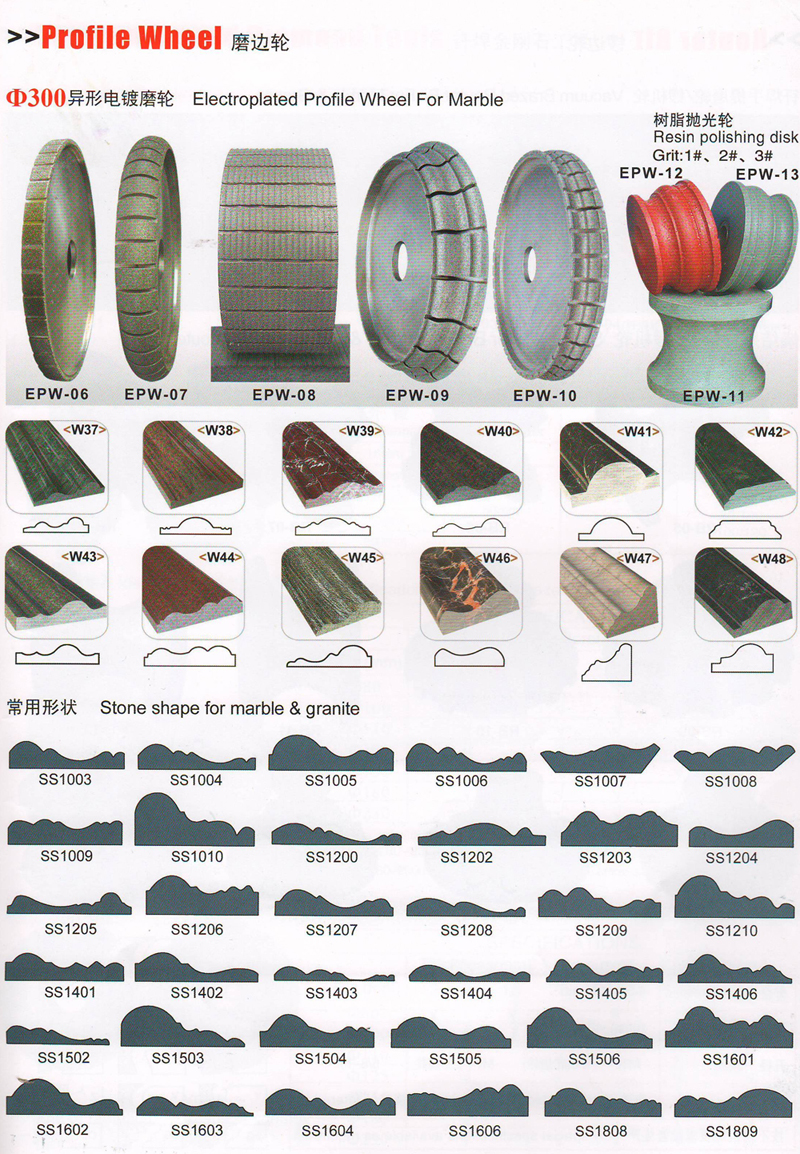 >>Profile Wheel 磨边轮
Φ300异形电镀磨轮 Electroplated Profile Wheel For Marble
树脂抛光轮
Resin polishing disk
Grit:1#、2#、3#
EPW-12 EPW-13
EPW-06 EPW-07 EPW-08 EPW-09 EPW-10 EPW-11
<W37> <W38> <W39> <W40> <W41> <W42>
<W43> <W44> <W45> <W46> <W47> <W48>
常用形状 Stone shape for marble & granite
SS1003 SS1004 SS1005 SS1006 SS1007 SS1008
SS1009 SS1010 SS1200 SS1202 SS1203 SS1204
SS1205 SS1206 SS1207 SS1208 SS1209 SS1210
SS1401 SS1402 SS1403 SS1404 SS1405 SS1406
SS1502 SS1503 SS1504 SS1505 SS1506 SS1601
SS1602 SS1603 SS1604 SS1606 SS1808 SS1809